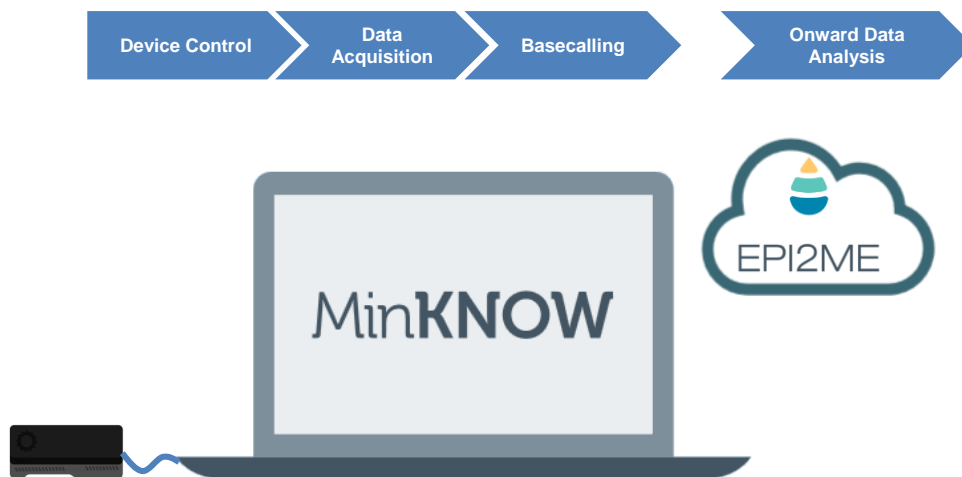 Device Control
Data
Acquisition
Basecalling
Onward Data
Analysis
EPI2ME
MinKNOW